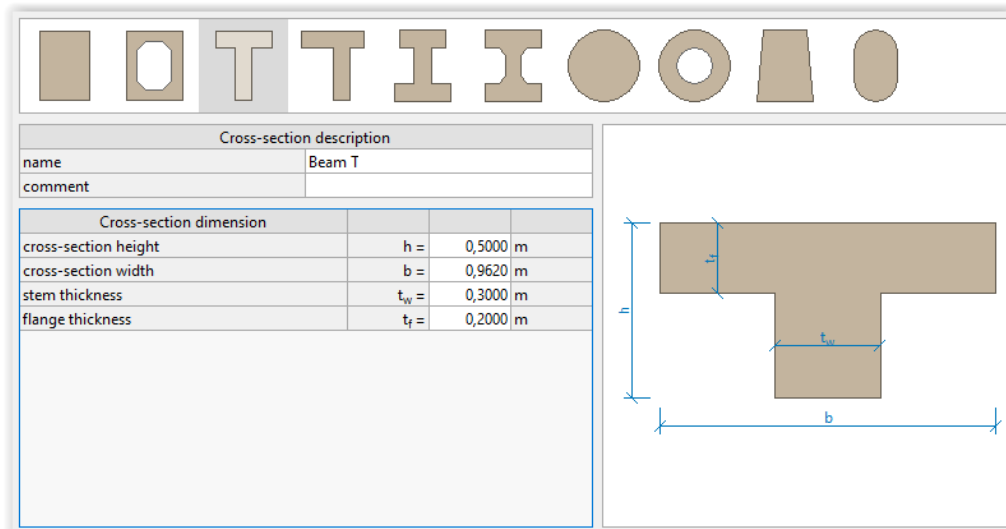 Cross-section description
name Beam T
comment
Cross-section dimension
cross-section height h = 0,5000 m
cross-section width b = 0,9620 m
stem thickness tw = 0,3000 m
flange thickness tf = 0,2000 m
tf
h
tw
b